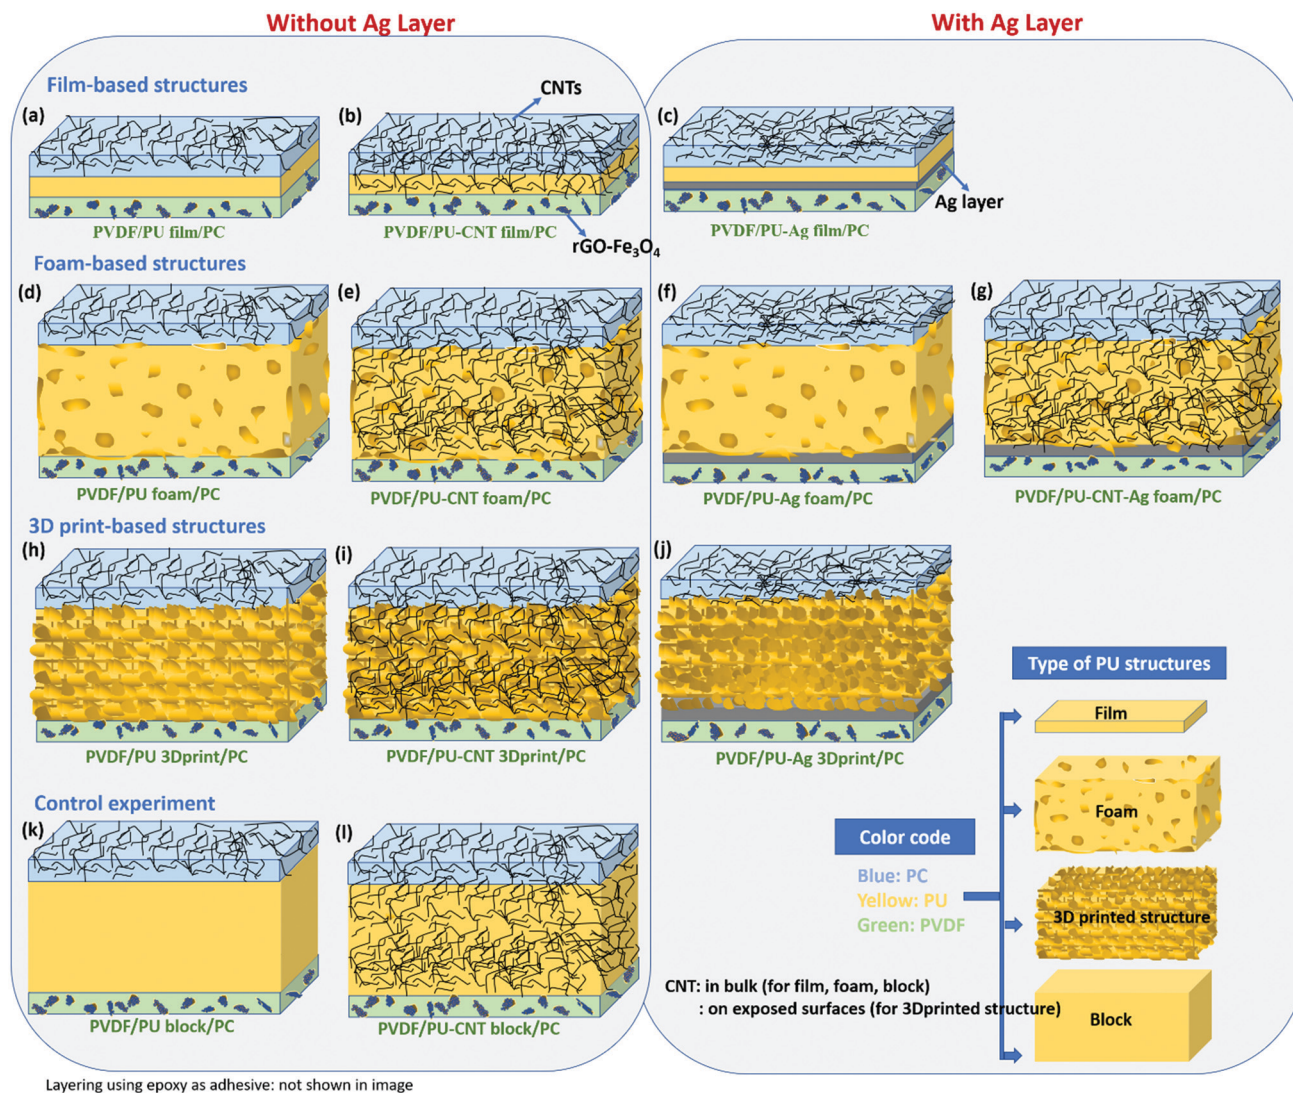 Without Ag Layer
With Ag Layer
Film-based structures
(a)
(b)
CNTs
(c)
Ag layer
PVDF/PU film/PC
PVDF/PU-CNT film/PC
PVDF/PU-Ag film/PC
rGO-Fe₃O₄
Foam-based structures
(d)
(e)
(f)
(g)
PVDF/PU foam/PC
PVDF/PU-CNT foam/PC
PVDF/PU-Ag foam/PC
PVDF/PU-CNT-Ag foam/PC
3D print-based structures
(h)
(i)
(j)
PVDF/PU 3Dprint/PC
PVDF/PU-CNT 3Dprint/PC
PVDF/PU-Ag 3Dprint/PC
Control experiment
(k)
(l)
PVDF/PU block/PC
PVDF/PU-CNT block/PC
Type of PU structures
Film
Foam
3D printed structure
Block
Color code
Blue: PC
Yellow: PU
Green: PVDF
CNT: in bulk (for film, foam, block)
: on exposed surfaces (for 3Dprinted structure)
Layering using epoxy as adhesive: not shown in image